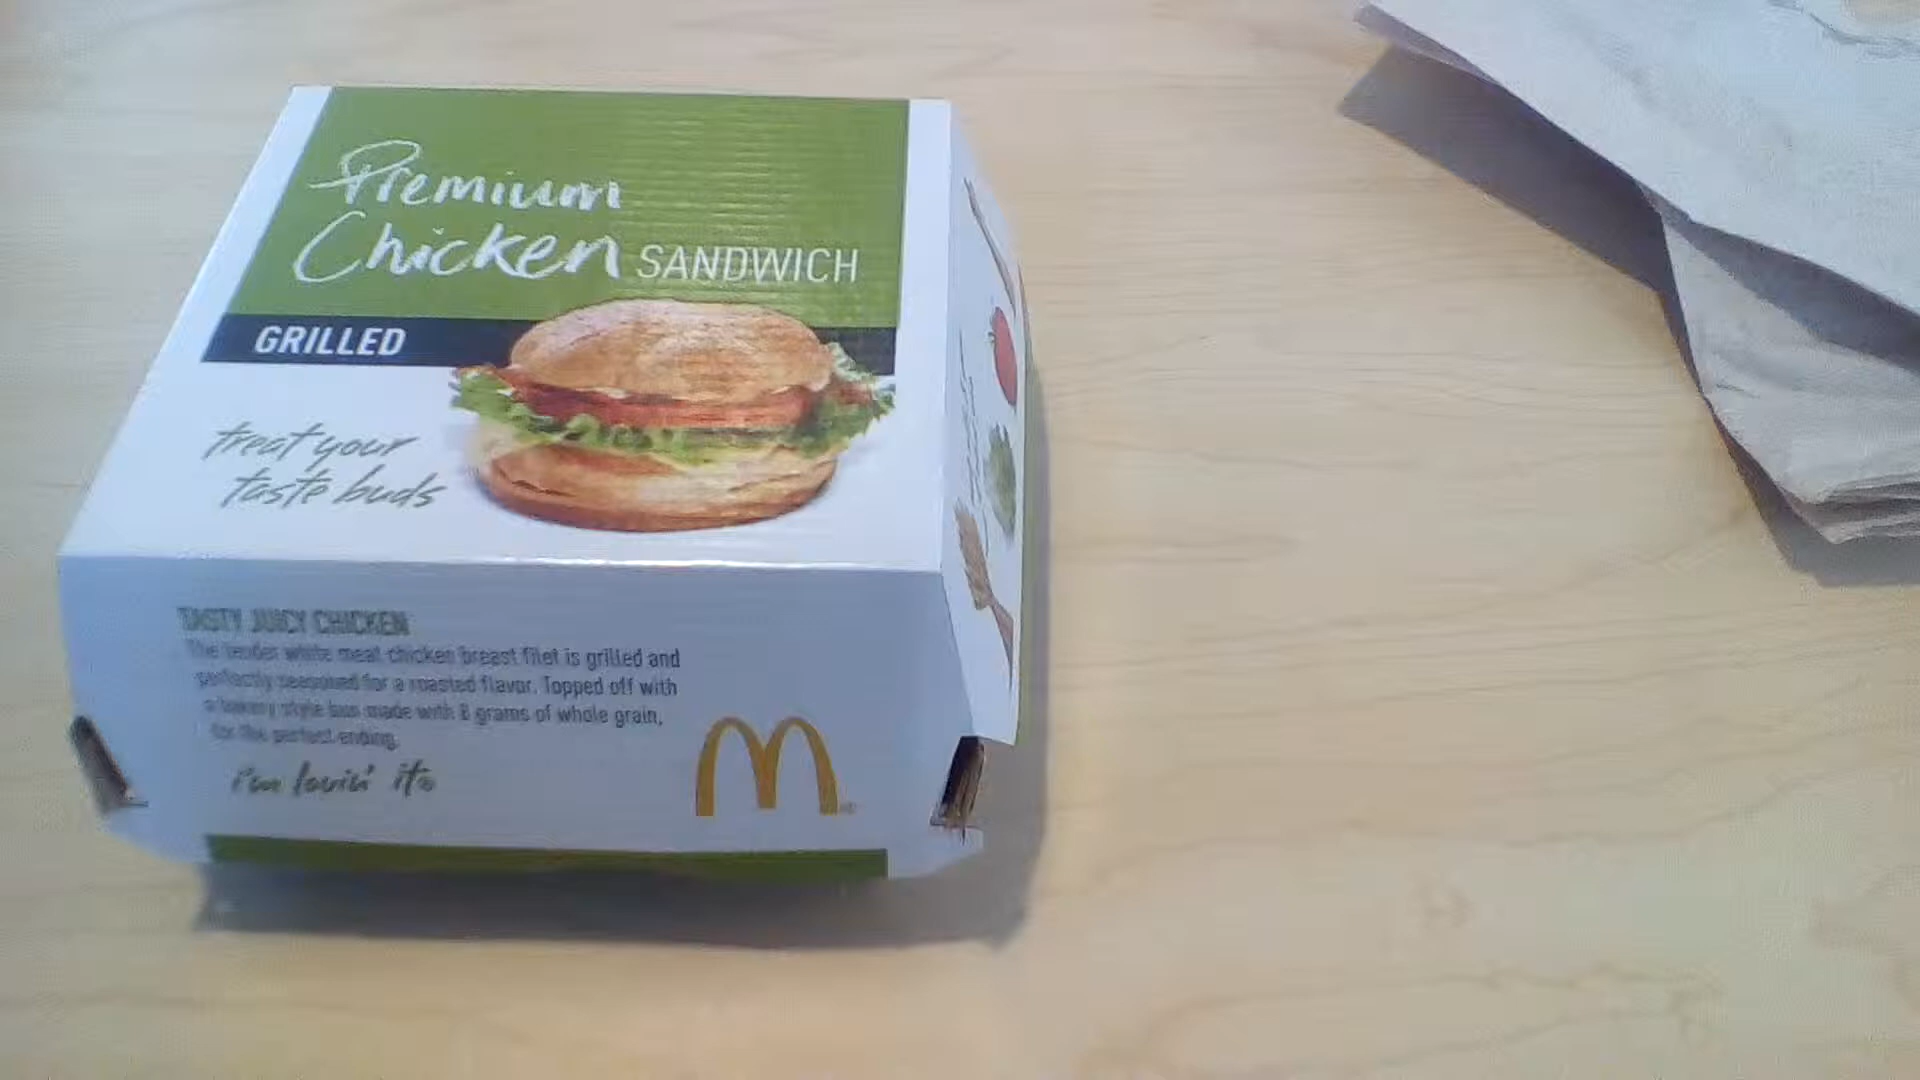 Premium
Chicken SANDWICH
GRILLED
treat your
taste buds
TASTY JUICY CHICKEN
The tender white meat chicken breast filet is grilled and
perfectly seasoned for a roasted flavor. Topped off with
a bakery style bun made with 8 grams of whole grain,
for the perfect ending.
i'm lovin' it®